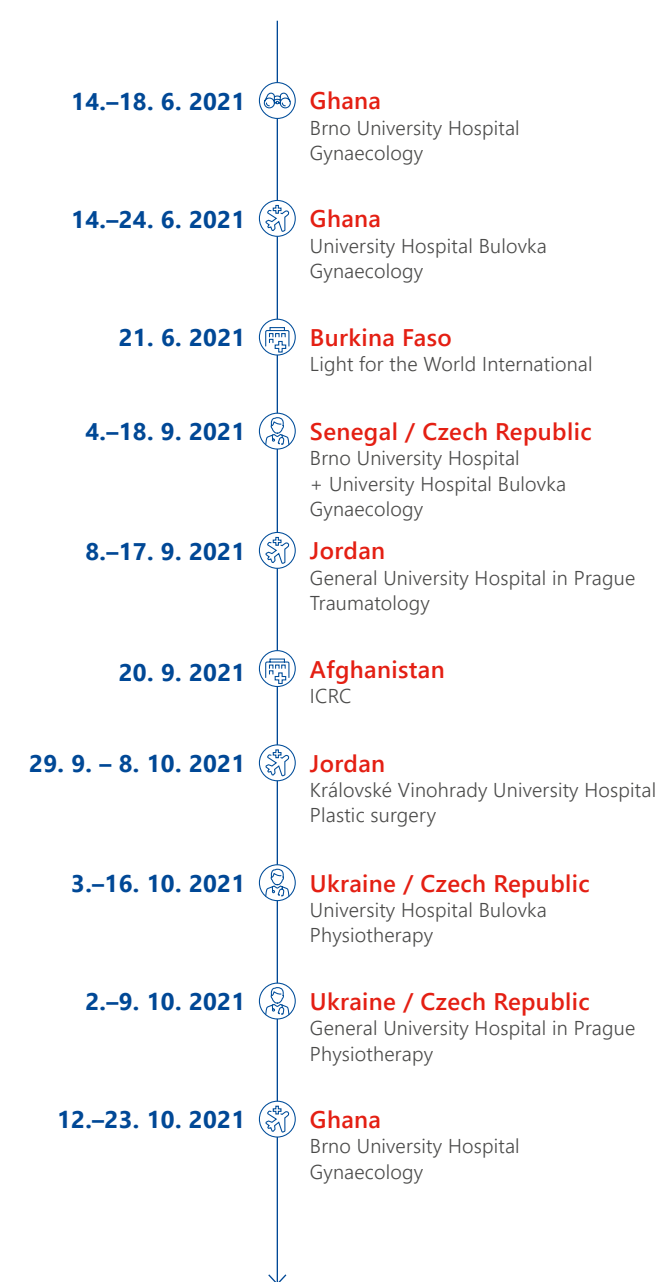 14.–18. 6. 2021
Ghana
Brno University Hospital
Gynaecology
14.–24. 6. 2021
Ghana
University Hospital Bulovka
Gynaecology
21. 6. 2021
Burkina Faso
Light for the World International
4.–18. 9. 2021
Senegal / Czech Republic
Brno University Hospital
+ University Hospital Bulovka
Gynaecology
8.–17. 9. 2021
Jordan
General University Hospital in Prague
Traumatology
20. 9. 2021
Afghanistan
ICRC
29. 9. – 8. 10. 2021
Jordan
Královské Vinohrady University Hospital
Plastic surgery
3.–16. 10. 2021
Ukraine / Czech Republic
University Hospital Bulovka
Physiotherapy
2.–9. 10. 2021
Ukraine / Czech Republic
General University Hospital in Prague
Physiotherapy
12.–23. 10. 2021
Ghana
Brno University Hospital
Gynaecology